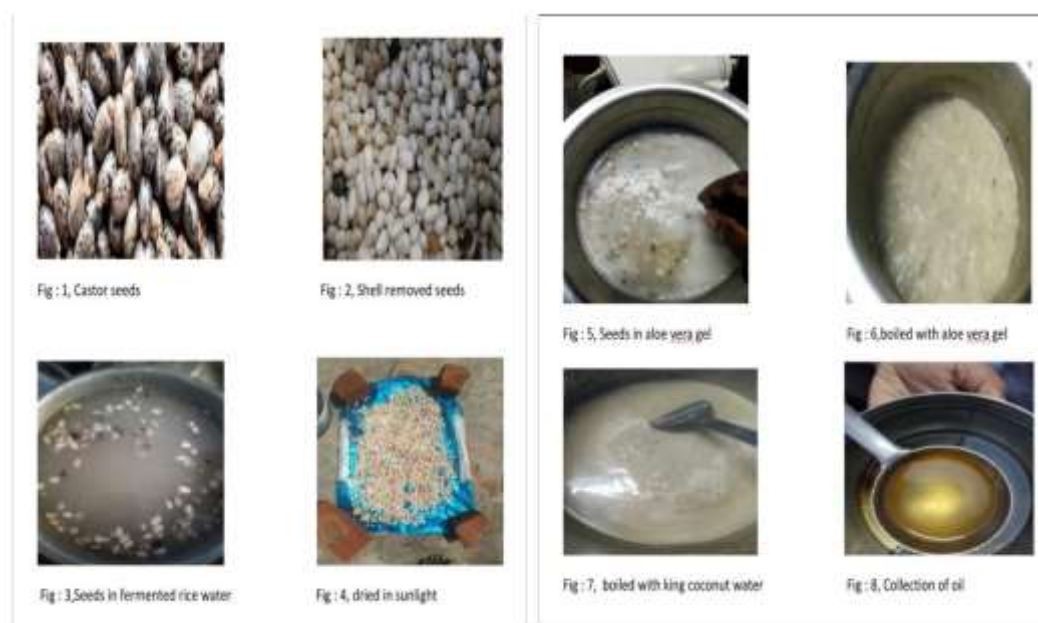 Fig : 1, Castor seeds
Fig : 2, Shell removed seeds
Fig : 3,Seeds in fermented rice water
Fig : 4, dried in sunlight
Fig : 5, Seeds in aloe vera gel
Fig : 6,boiled with aloe vera gel
Fig : 7, boiled with king coconut water
Fig : 8, Collection of oil